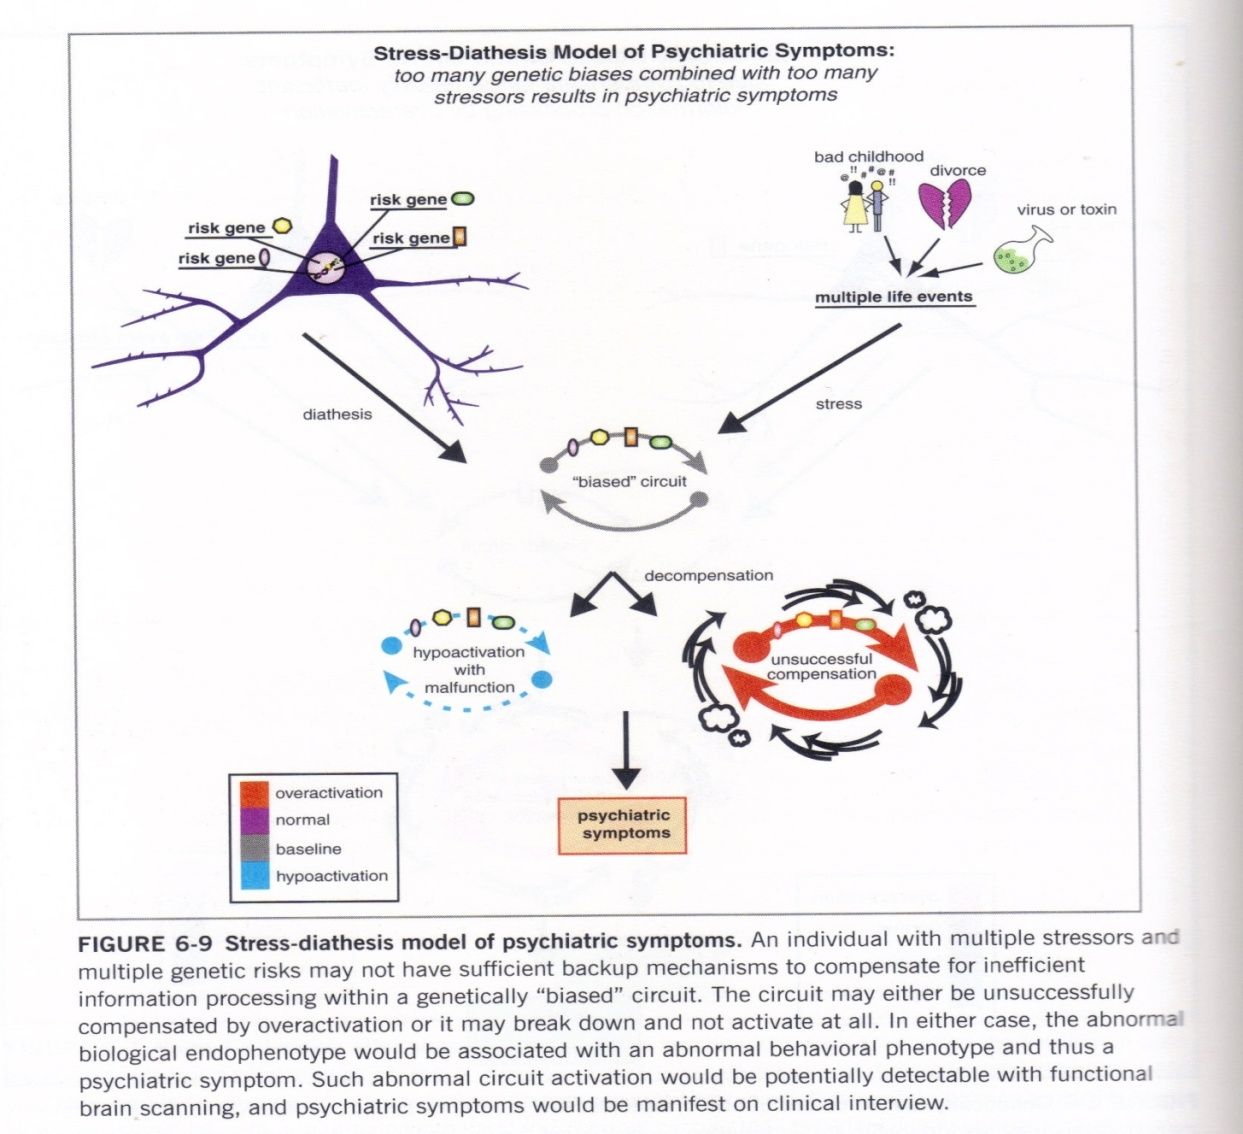 Stress-Diathesis Model of Psychiatric Symptoms:
too many genetic biases combined with too many
stressors results in psychiatric symptoms
risk gene
risk gene
risk gene
risk gene
bad childhood
@ !! # # @ #
!!
divorce
virus or toxin
multiple life events
diathesis
stress
"biased" circuit
decompensation
hypoactivation
with
malfunction
unsuccessful
compensation
psychiatric
symptoms
overactivation
normal
baseline
hypoactivation
FIGURE 6-9 Stress-diathesis model of psychiatric symptoms. An individual with multiple stressors and
multiple genetic risks may not have sufficient backup mechanisms to compensate for inefficient
information processing within a genetically “biased” circuit. The circuit may either be unsuccessfully
compensated by overactivation or it may break down and not activate at all. In either case, the abnormal
biological endophenotype would be associated with an abnormal behavioral phenotype and thus a
psychiatric symptom. Such abnormal circuit activation would be potentially detectable with functional
brain scanning, and psychiatric symptoms would be manifest on clinical interview.